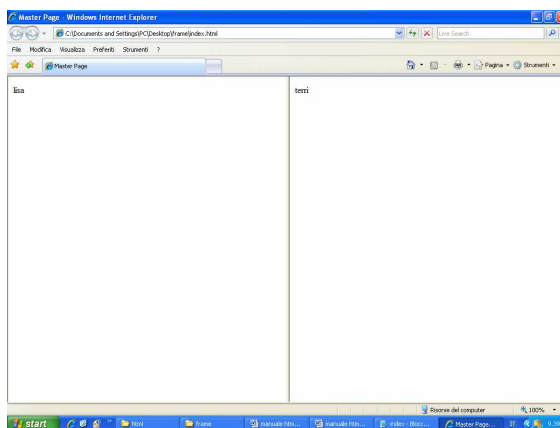 Master Page - Windows Internet Explorer
C:\Documents and Settings\PC\Desktop\frame\index.html
Live Search
File Modifica Visualizza Preferiti Strumenti ?
Master Page
Pagina Strumenti
lisa
terri
Risorse del computer 100%
start html frame manuale htm... manuale htm... index - Blocc... Master Page... IT